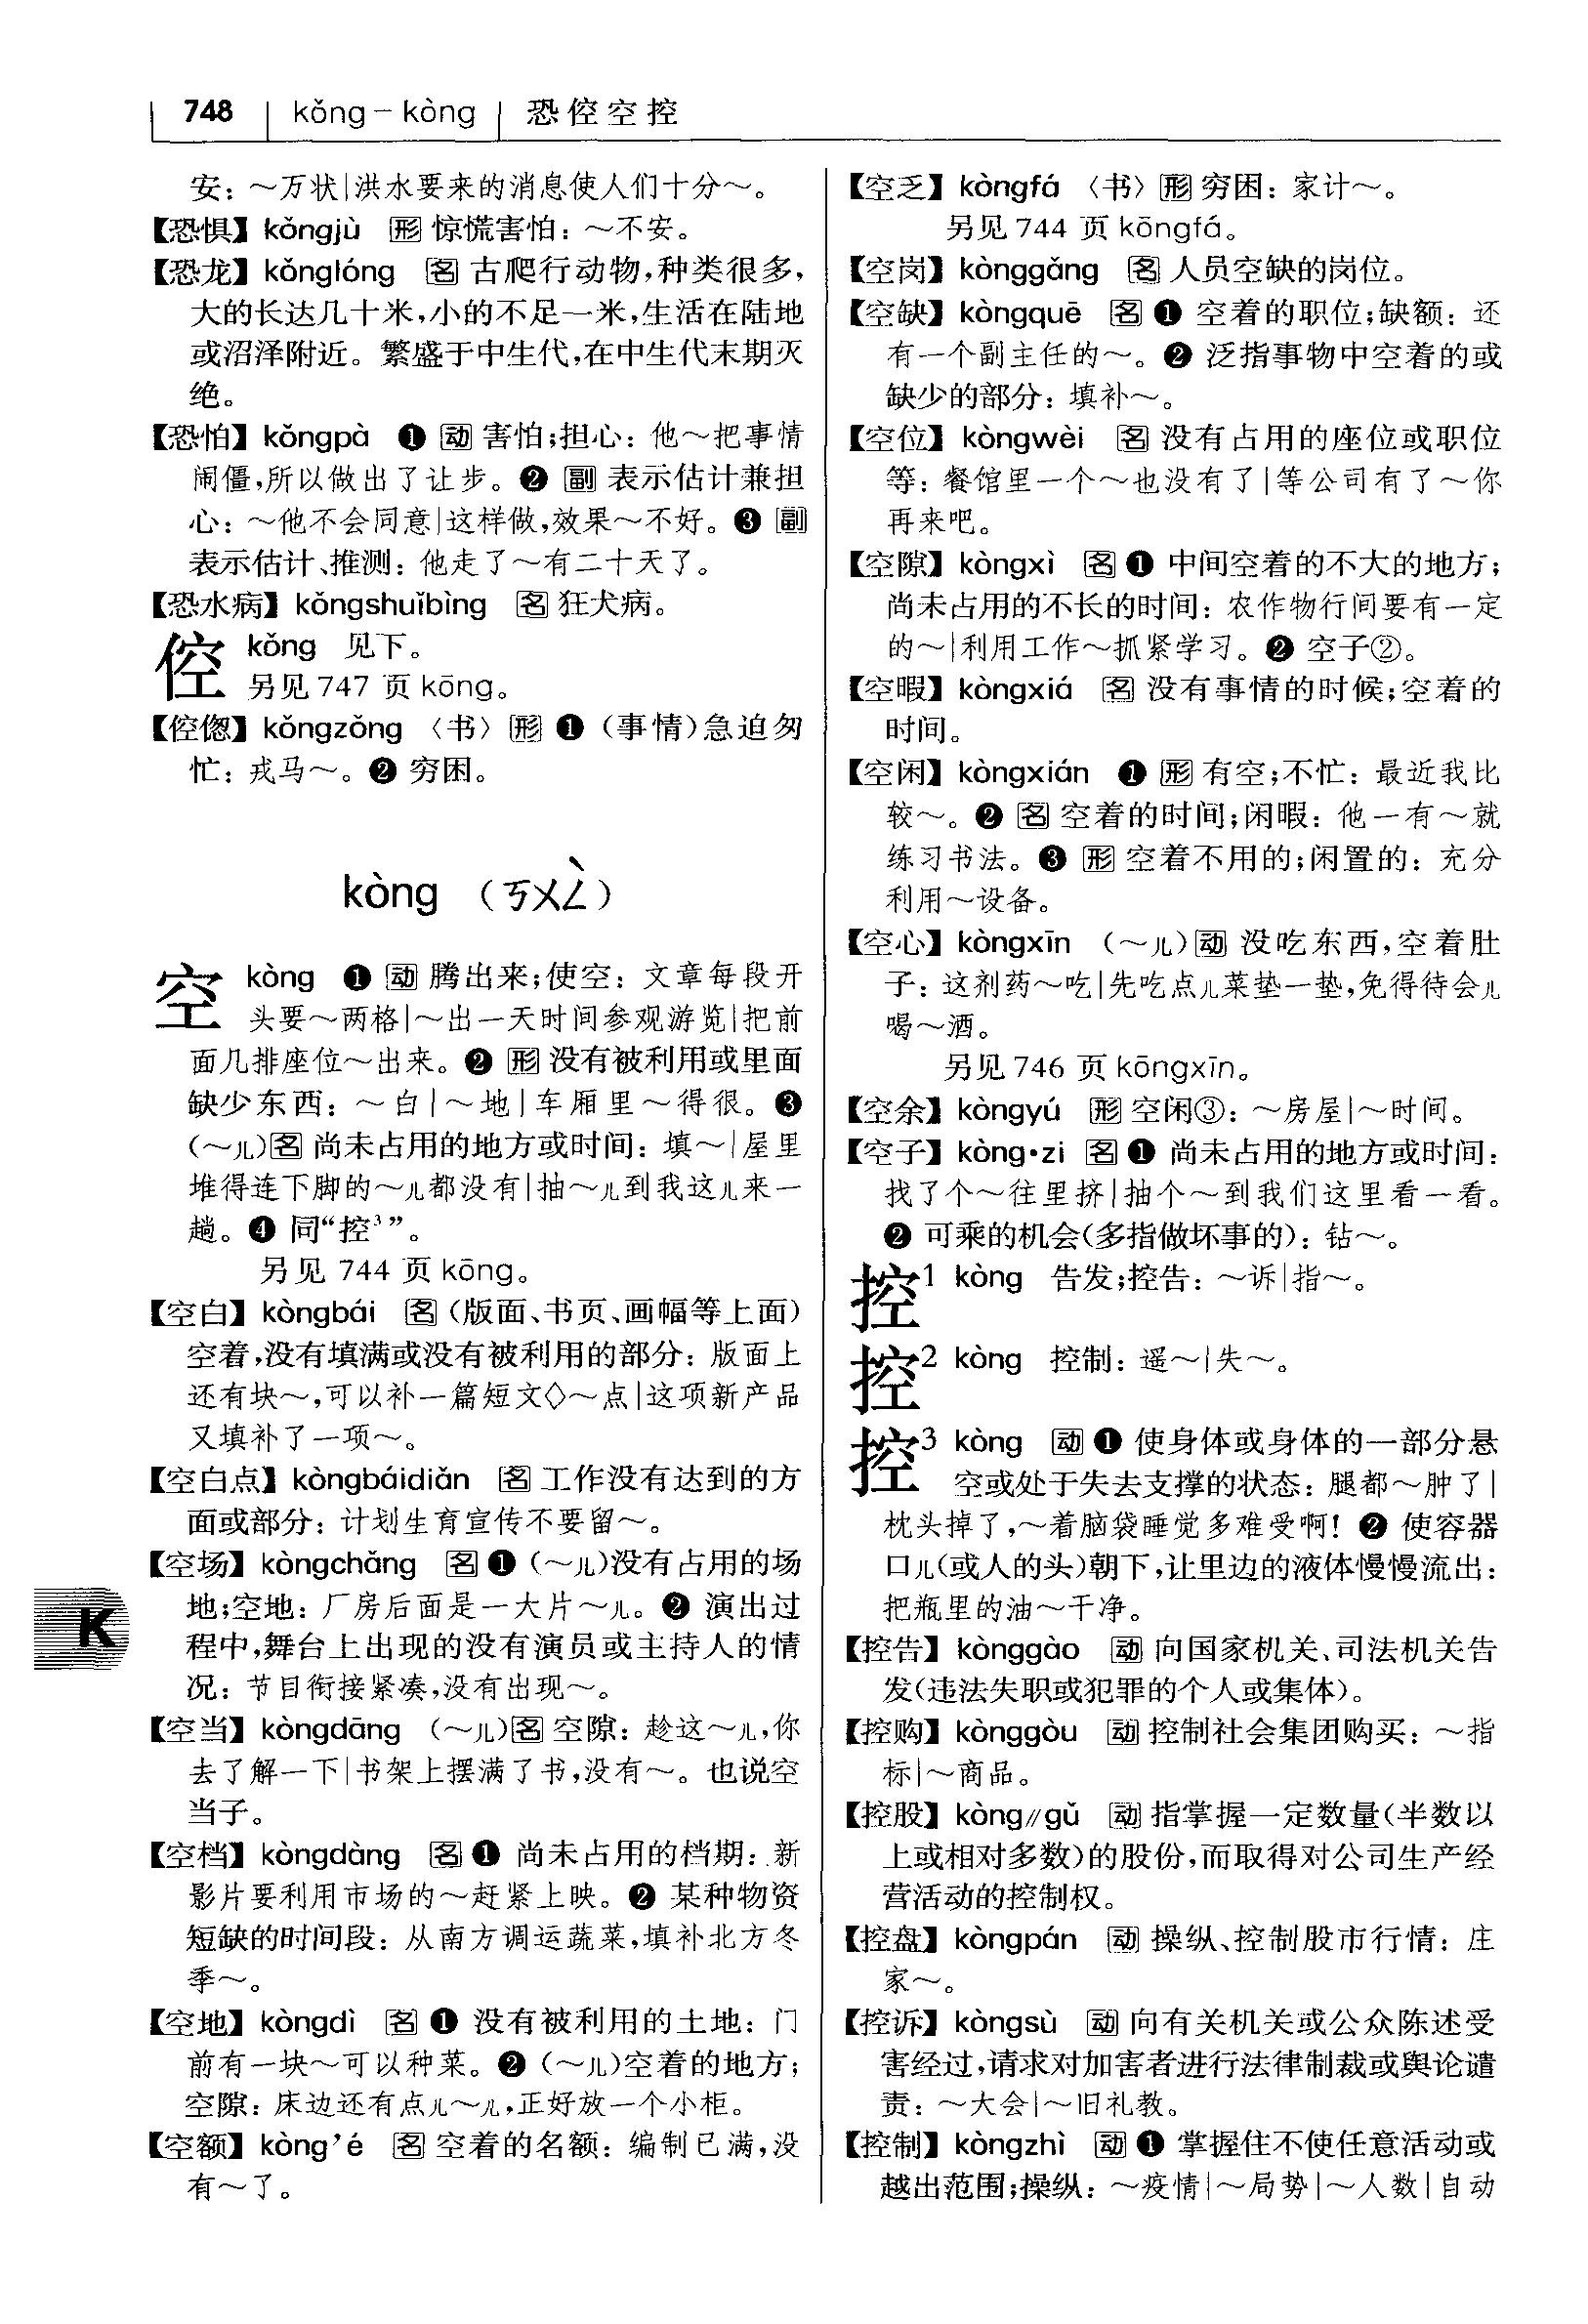 748 kǒng－kòng 恐倥空控
安：～万状|洪水要来的消息使人们十分～。
【恐惧】kǒngjù 形 惊慌害怕：～不安。
【恐龙】kǒnglóng 名 古爬行动物,种类很多,
大的长达几十米,小的不足一米,生活在陆地
或沼泽附近。繁盛于中生代,在中生代末期灭
绝。
【恐怕】kǒngpà ❶ 动 害怕;担心：他～把事情
闹僵,所以做出了让步。❷ 副 表示估计兼担
心：～他不会同意|这样做,效果～不好。❸ 副
表示估计、推测：他走了～有二十天了。
【恐水病】kǒngshuǐbìng 名 狂犬病。
倥 kǒng 见下。
另见 747 页 kōng。
【倥偬】kǒngzǒng 〈书〉形 ❶（事情）急迫匆
忙：戎马～。❷ 穷困。
kòng （ㄎㄨㄥˋ）
空 kòng ❶ 动 腾出来;使空：文章每段开
头要～两格|～出一天时间参观游览|把前
面几排座位～出来。❷ 形 没有被利用或里面
缺少东西：～白|～地|车厢里～得很。❸
（～儿）名 尚未占用的地方或时间：填～|屋里
堆得连下脚的～儿都没有|抽～儿到我这儿来一
趟。❹ 同“控³”。
另见 744 页 kōng。
【空白】kòngbái 名（版面、书页、画幅等上面）
空着,没有填满或没有被利用的部分：版面上
还有块～,可以补一篇短文◇～点|这项新产品
又填补了一项～。
【空白点】kòngbáidiǎn 名 工作没有达到的方
面或部分：计划生育宣传不要留～。
【空场】kòngchǎng 名 ❶（～儿）没有占用的场
地;空地：厂房后面是一大片～儿。❷ 演出过
程中,舞台上出现的没有演员或主持人的情
况：节目衔接紧凑,没有出现～。
【空当】kòngdāng （～儿）名 空隙：趁这～儿,你
去了解一下|书架上摆满了书,没有～。也说空
当子。
【空档】kòngdàng 名 ❶ 尚未占用的档期：新
影片要利用市场的～赶紧上映。❷ 某种物资
短缺的时间段：从南方调运蔬菜,填补北方冬
季～。
【空地】kòngdì 名 ❶ 没有被利用的土地：门
前有一块～可以种菜。❷（～儿）空着的地方;
空隙：床边还有点儿～儿,正好放一个小柜。
【空额】kòng’é 名 空着的名额：编制已满,没
有～了。
【空乏】kòngfá 〈书〉形 穷困：家计～。
另见 744 页 kōngfá。
【空岗】kònggǎng 名 人员空缺的岗位。
【空缺】kòngquē 名 ❶ 空着的职位;缺额：还
有一个副主任的～。❷ 泛指事物中空着的或
缺少的部分：填补～。
【空位】kòngwèi 名 没有占用的座位或职位
等：餐馆里一个～也没有了|等公司有了～你
再来吧。
【空隙】kòngxì 名 ❶ 中间空着的不大的地方;
尚未占用的不长的时间：农作物行间要有一定
的～|利用工作～抓紧学习。❷ 空子②。
【空暇】kòngxiá 名 没有事情的时候;空着的
时间。
【空闲】kòngxián ❶ 形 有空;不忙：最近我比
较～。❷ 名 空着的时间;闲暇：他一有～就
练习书法。❸ 形 空着不用的;闲置的：充分
利用～设备。
【空心】kòngxīn （～儿）动 没吃东西,空着肚
子：这剂药～吃|先吃点儿菜垫一垫,免得待会儿
喝～酒。
另见 746 页 kōngxīn。
【空余】kòngyú 形 空闲③：～房屋|～时间。
【空子】kòng·zi 名 ❶ 尚未占用的地方或时间：
找了个～往里挤|抽个～到我们这里看一看。
❷ 可乘的机会（多指做坏事的）：钻～。
控¹ kòng 告发;控告：～诉|指～。
控² kòng 控制：遥～|失～。
控³ kòng 动 ❶ 使身体或身体的一部分悬
空或处于失去支撑的状态：腿都～肿了|
枕头掉了,～着脑袋睡觉多难受啊！❷ 使容器
口儿（或人的头）朝下,让里边的液体慢慢流出：
把瓶里的油～干净。
【控告】kònggào 动 向国家机关、司法机关告
发（违法失职或犯罪的个人或集体）。
【控购】kònggòu 动 控制社会集团购买：～指
标|～商品。
【控股】kòng∥gǔ 动 指掌握一定数量（半数以
上或相对多数）的股份,而取得对公司生产经
营活动的控制权。
【控盘】kòngpán 动 操纵、控制股市行情：庄
家～。
【控诉】kòngsù 动 向有关机关或公众陈述受
害经过,请求对加害者进行法律制裁或舆论谴
责：～大会|～旧礼教。
【控制】kòngzhì 动 ❶ 掌握住不使任意活动或
越出范围;操纵：～疫情|～局势|～人数|自动
K